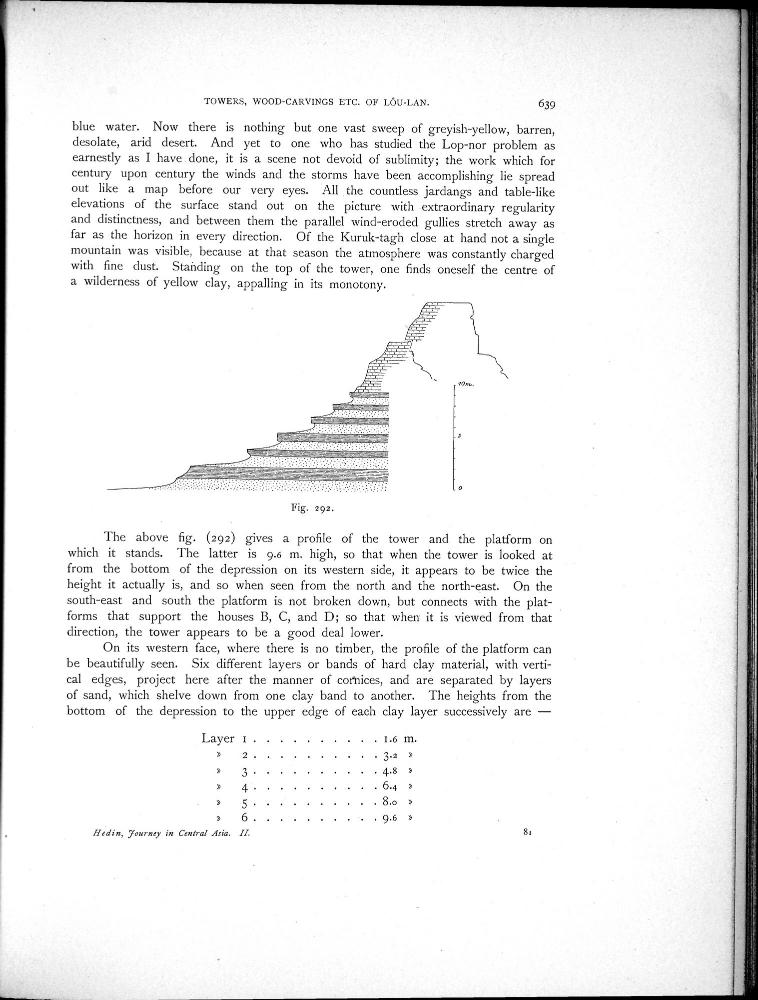 TOWERS, WOOD-CARVINGS ETC. OF LÔU-LAN. 639
blue water. Now there is nothing but one vast sweep of greyish-yellow, barren,
desolate, arid desert. And yet to one who has studied the Lop-nor problem as
earnestly as I have done, it is a scene not devoid of sublimity; the work which for
century upon century the winds and the storms have been accomplishing lie spread
out like a map before our very eyes. All the countless jardangs and table-like
elevations of the surface stand out on the picture with extraordinary regularity
and distinctness, and between them the parallel wind-eroded gullies stretch away as
far as the horizon in every direction. Of the Kuruk-tagh close at hand not a single
mountain was visible, because at that season the atmosphere was constantly charged
with fine dust. Standing on the top of the tower, one finds oneself the centre of
a wilderness of yellow clay, appalling in its monotony.
10m.
5
0
Fig. 292.
The above fig. (292) gives a profile of the tower and the platform on
which it stands. The latter is 9.6 m. high, so that when the tower is looked at
from the bottom of the depression on its western side, it appears to be twice the
height it actually is, and so when seen from the north and the north-east. On the
south-east and south the platform is not broken down, but connects with the plat-
forms that support the houses B, C, and D; so that when it is viewed from that
direction, the tower appears to be a good deal lower.
On its western face, where there is no timber, the profile of the platform can
be beautifully seen. Six different layers or bands of hard clay material, with verti-
cal edges, project here after the manner of cornices, and are separated by layers
of sand, which shelve down from one clay band to another. The heights from the
bottom of the depression to the upper edge of each clay layer successively are —
Layer 1 . . . . . . . . . . 1.6 m.
» 2 . . . . . . . . . . 3.2 »
» 3 . . . . . . . . . . 4.8 »
» 4 . . . . . . . . . . 6.4 »
» 5 . . . . . . . . . . 8.0 »
» 6 . . . . . . . . . . 9.6 »
Hedin, Journey in Central Asia. II. 81